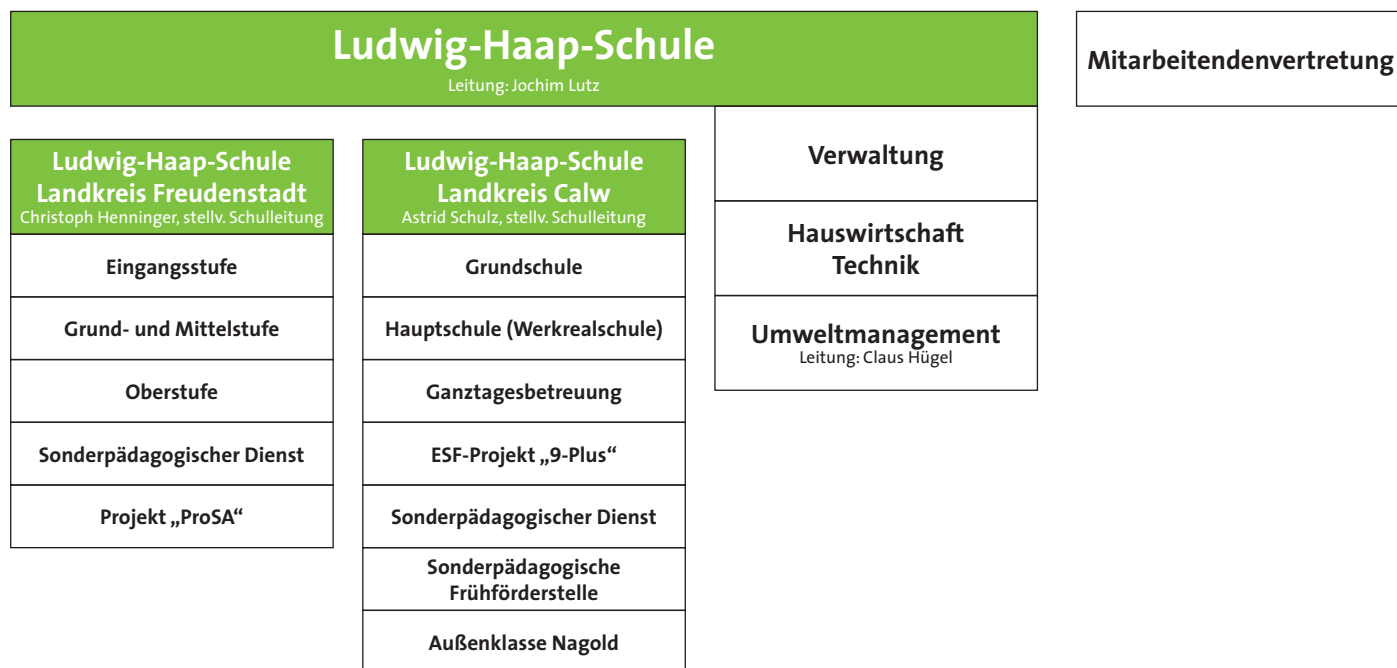 Ludwig-Haap-Schule
Leitung: Jochim Lutz
Mitarbeitendenvertretung
Ludwig-Haap-Schule
Landkreis Freudenstadt
Christoph Henninger, stellv. Schulleitung
Eingangsstufe
Grund- und Mittelstufe
Oberstufe
Sonderpädagogischer Dienst
Projekt „ProSA“
Ludwig-Haap-Schule
Landkreis Calw
Astrid Schulz, stellv. Schulleitung
Grundschule
Hauptschule (Werkrealschule)
Ganztagesbetreuung
ESF-Projekt „9-Plus“
Sonderpädagogischer Dienst
Sonderpädagogische
Frühförderstelle
Außenklasse Nagold
Verwaltung
Hauswirtschaft
Technik
Umweltmanagement
Leitung: Claus Hügel